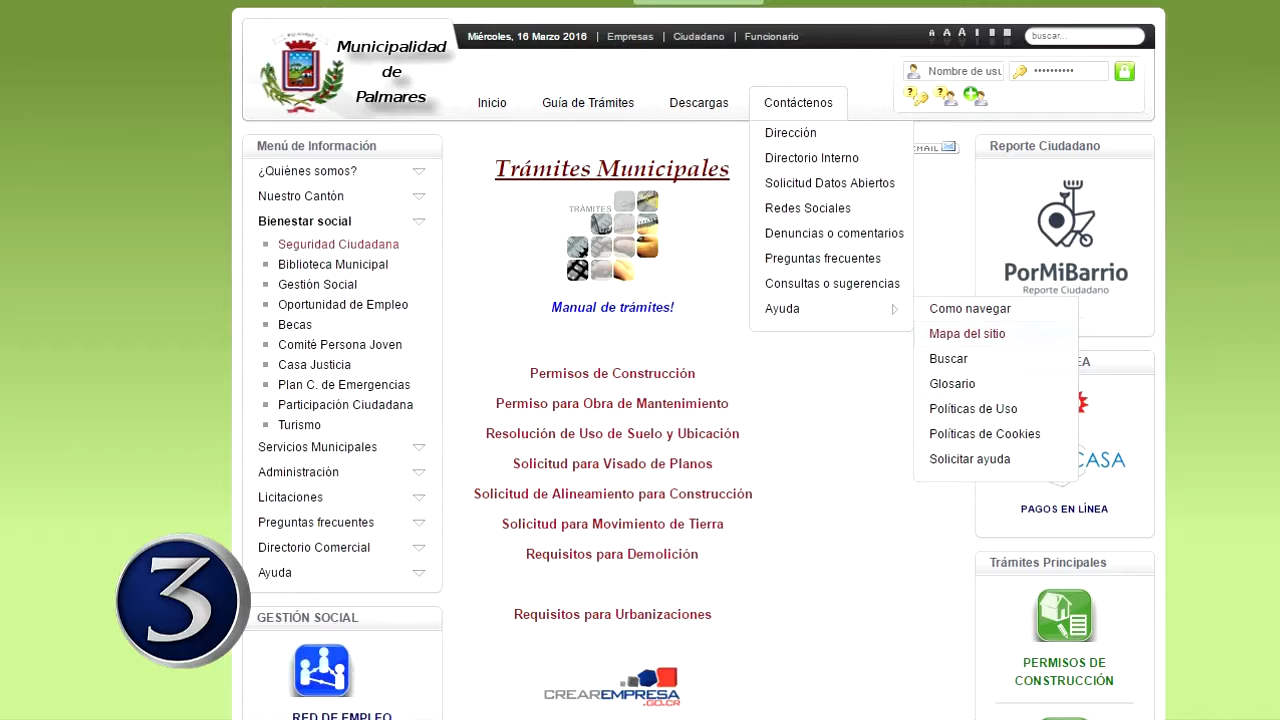 Municipalidad
de
Palmares
Miércoles, 16 Marzo 2016 | Empresas | Ciudadano | Funcionario
A A A
buscar...
Nombre de usu
••••••••••
Inicio
Guía de Trámites
Descargas
Contáctenos
Menú de Información
¿Quiénes somos?
Nuestro Cantón
Bienestar social
Seguridad Ciudadana
Biblioteca Municipal
Gestión Social
Oportunidad de Empleo
Becas
Comité Persona Joven
Casa Justicia
Plan C. de Emergencias
Participación Ciudadana
Turismo
Servicios Municipales
Administración
Licitaciones
Preguntas frecuentes
Directorio Comercial
Ayuda
3
GESTIÓN SOCIAL
RED DE EMPLEO
Trámites Municipales
TRÁMITES
Manual de trámites!
Permisos de Construcción
Permiso para Obra de Mantenimiento
Resolución de Uso de Suelo y Ubicación
Solicitud para Visado de Planos
Solicitud de Alineamiento para Construcción
Solicitud para Movimiento de Tierra
Requisitos para Demolición
Requisitos para Urbanizaciones
CREAREMPRESA
.GO.CR
Dirección
Directorio Interno
Solicitud Datos Abiertos
Redes Sociales
Denuncias o comentarios
Preguntas frecuentes
Consultas o sugerencias
Ayuda
Como navegar
Mapa del sitio
Buscar
Glosario
Políticas de Uso
Políticas de Cookies
Solicitar ayuda
EMAIL
Reporte Ciudadano
PorMiBarrio
Reporte Ciudadano
EA
CASA
PAGOS EN LÍNEA
Trámites Principales
PERMISOS DE
CONSTRUCCIÓN